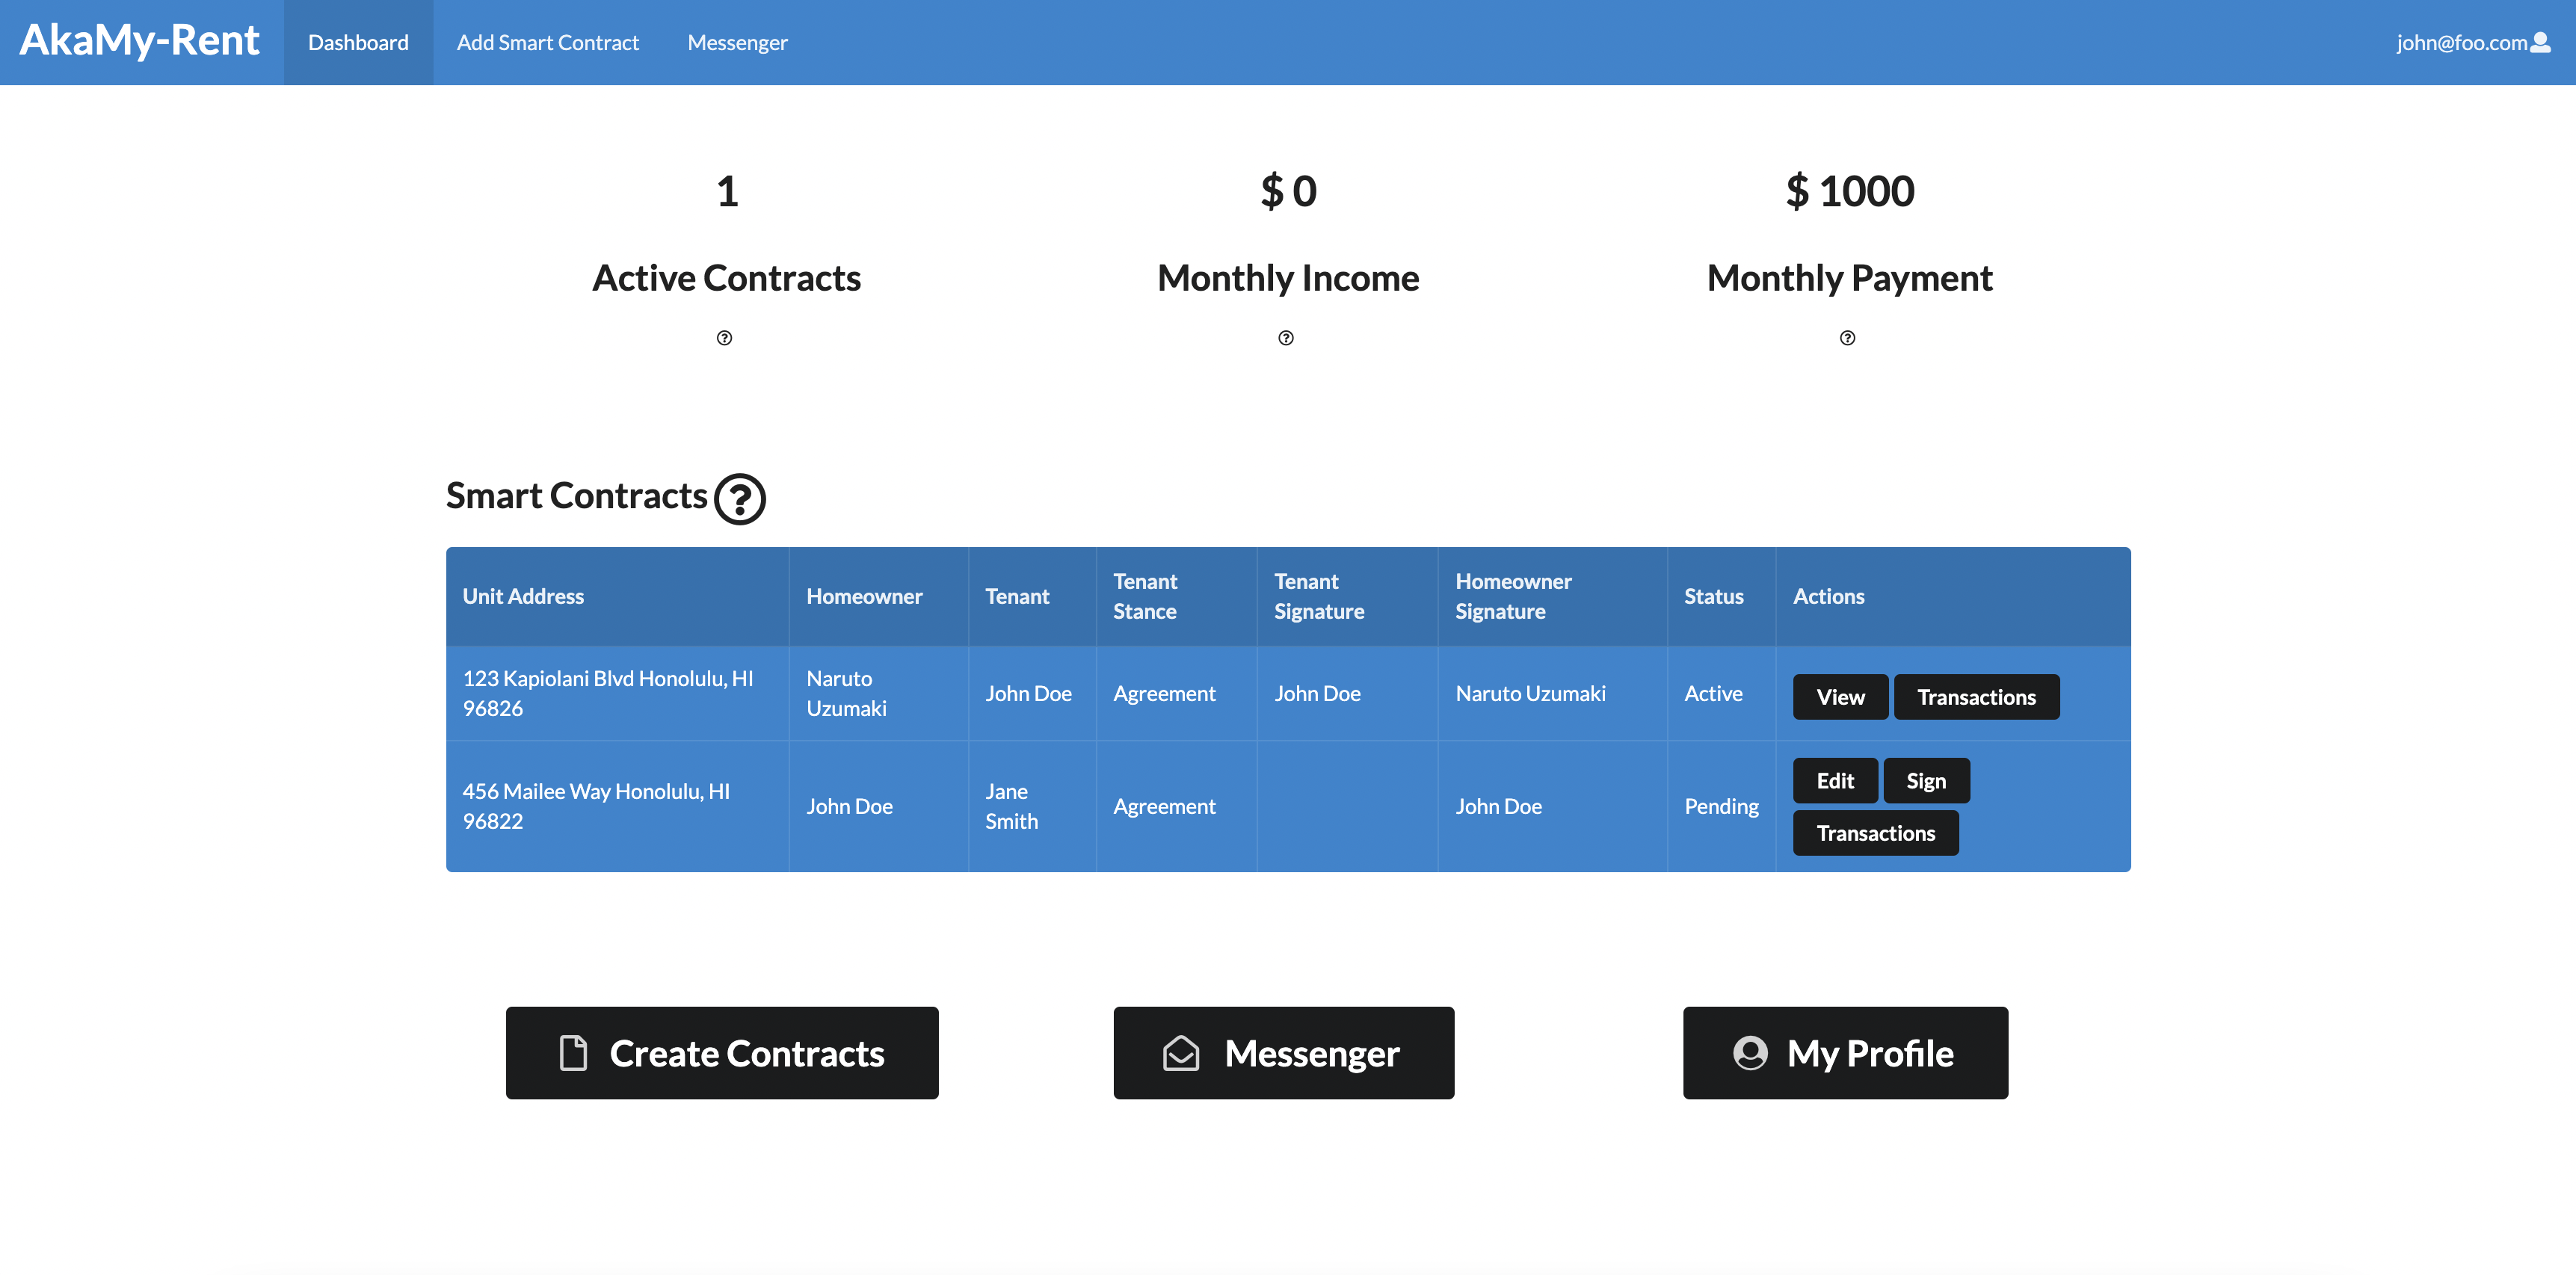 AkaMy-Rent Dashboard Add Smart Contract Messenger john@foo.com
1 $ 0 $ 1000
Active Contracts Monthly Income Monthly Payment
Smart Contracts
Unit Address Homeowner Tenant Tenant Stance Tenant Signature Homeowner Signature Status Actions
123 Kapiolani Blvd Honolulu, HI 96826 Naruto Uzumaki John Doe Agreement John Doe Naruto Uzumaki Active View Transactions
456 Mailee Way Honolulu, HI 96822 John Doe Jane Smith Agreement John Doe Pending Edit Sign Transactions
Create Contracts Messenger My Profile